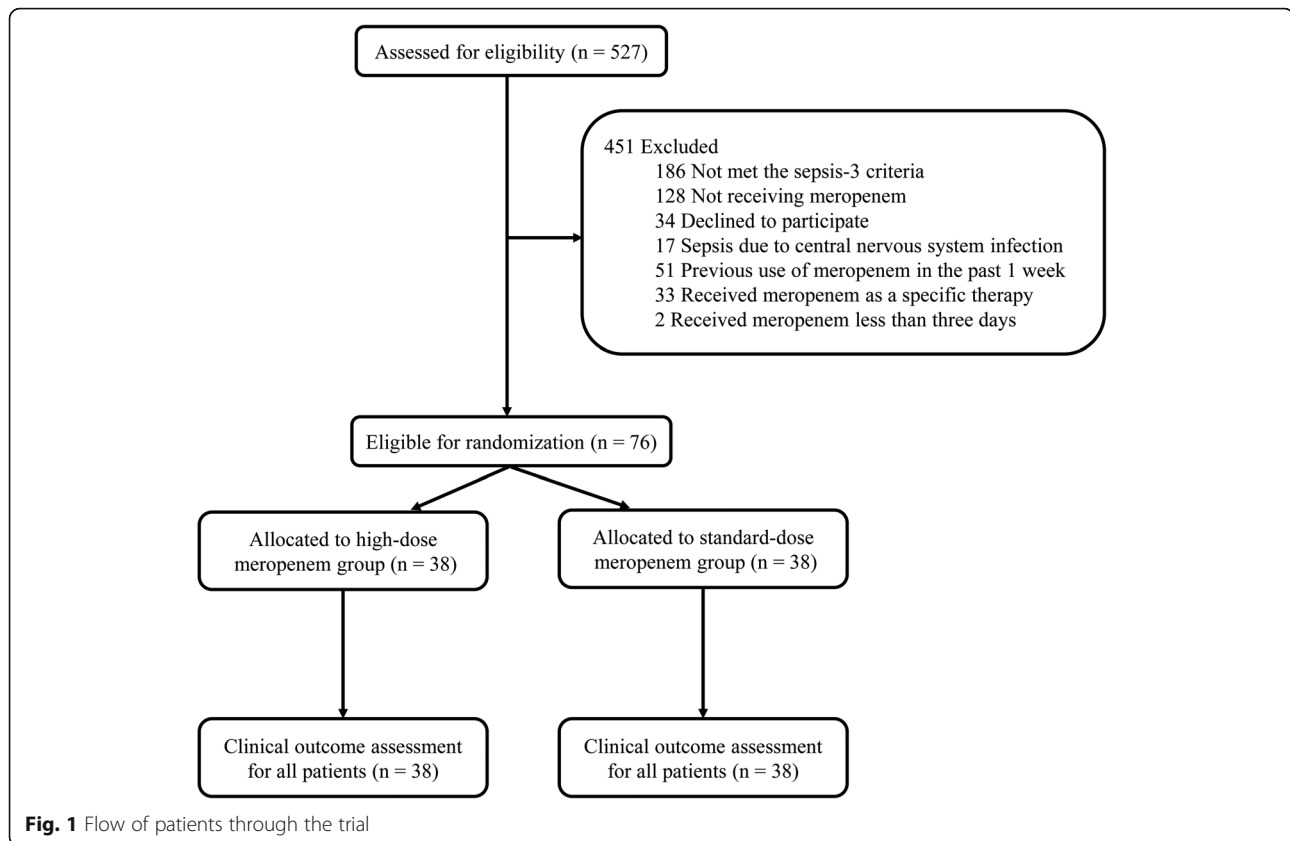 Assessed for eligibility (n = 527)
451 Excluded
186 Not met the sepsis-3 criteria
128 Not receiving meropenem
34 Declined to participate
17 Sepsis due to central nervous system infection
51 Previous use of meropenem in the past 1 week
33 Received meropenem as a specific therapy
2 Received meropenem less than three days
Eligible for randomization (n = 76)
Allocated to high-dose
meropenem group (n = 38)
Allocated to standard-dose
meropenem group (n = 38)
Clinical outcome assessment
for all patients (n = 38)
Clinical outcome assessment
for all patients (n = 38)
Fig. 1 Flow of patients through the trial